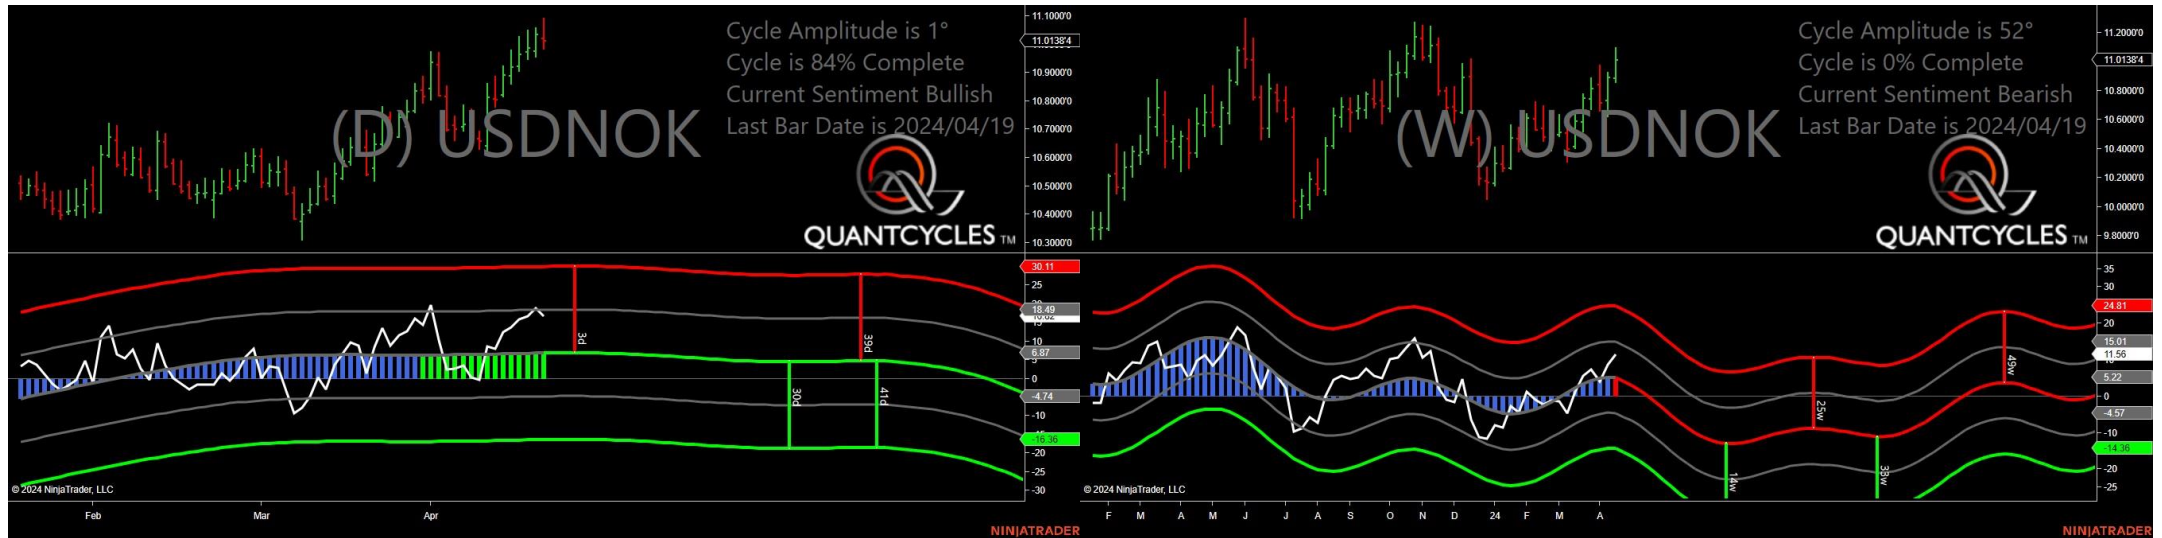 Cycle Amplitude is 1°
Cycle is 84% Complete
Current Sentiment Bullish
Last Bar Date is 2024/04/19
(D) USDNOK
QUANTCYCLES TM
11.1000'0
11.0138'4
10.9000'0
10.8000'0
10.7000'0
10.6000'0
10.5000'0
10.4000'0
10.3000'0
30.11
25
18.49
15
6.87
0
-4.74
-10
-16.36
-20
-25
-30
3d
39d
30d
41d
© 2024 NinjaTrader, LLC
Feb Mar Apr
NINJATRADER
Cycle Amplitude is 52°
Cycle is 0% Complete
Current Sentiment Bearish
Last Bar Date is 2024/04/19
(W) USDNOK
QUANTCYCLES TM
11.2000'0
11.0138'4
10.8000'0
10.6000'0
10.4000'0
10.2000'0
10.0000'0
9.8000'0
35
30
24.81
20
15.01
11.56
5.22
0
-4.57
-10
-14.36
-20
-25
49w
25w
14w
33w
© 2024 NinjaTrader, LLC
F M A M J J A S O N D 24 F M A
NINJATRADER